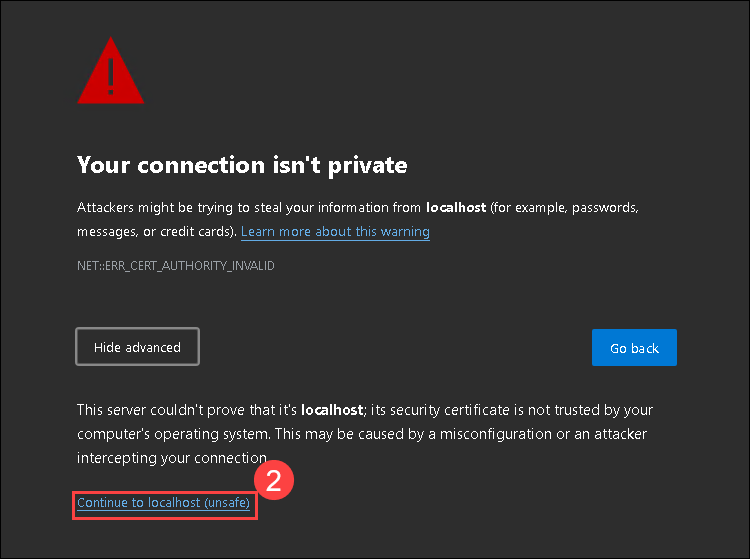 Your connection isn't private
Attackers might be trying to steal your information from localhost (for example, passwords,
messages, or credit cards). Learn more about this warning
NET::ERR_CERT_AUTHORITY_INVALID
Hide advanced
Go back
This server couldn't prove that it's localhost; its security certificate is not trusted by your
computer's operating system. This may be caused by a misconfiguration or an attacker
intercepting your connection.
2
Continue to localhost (unsafe)